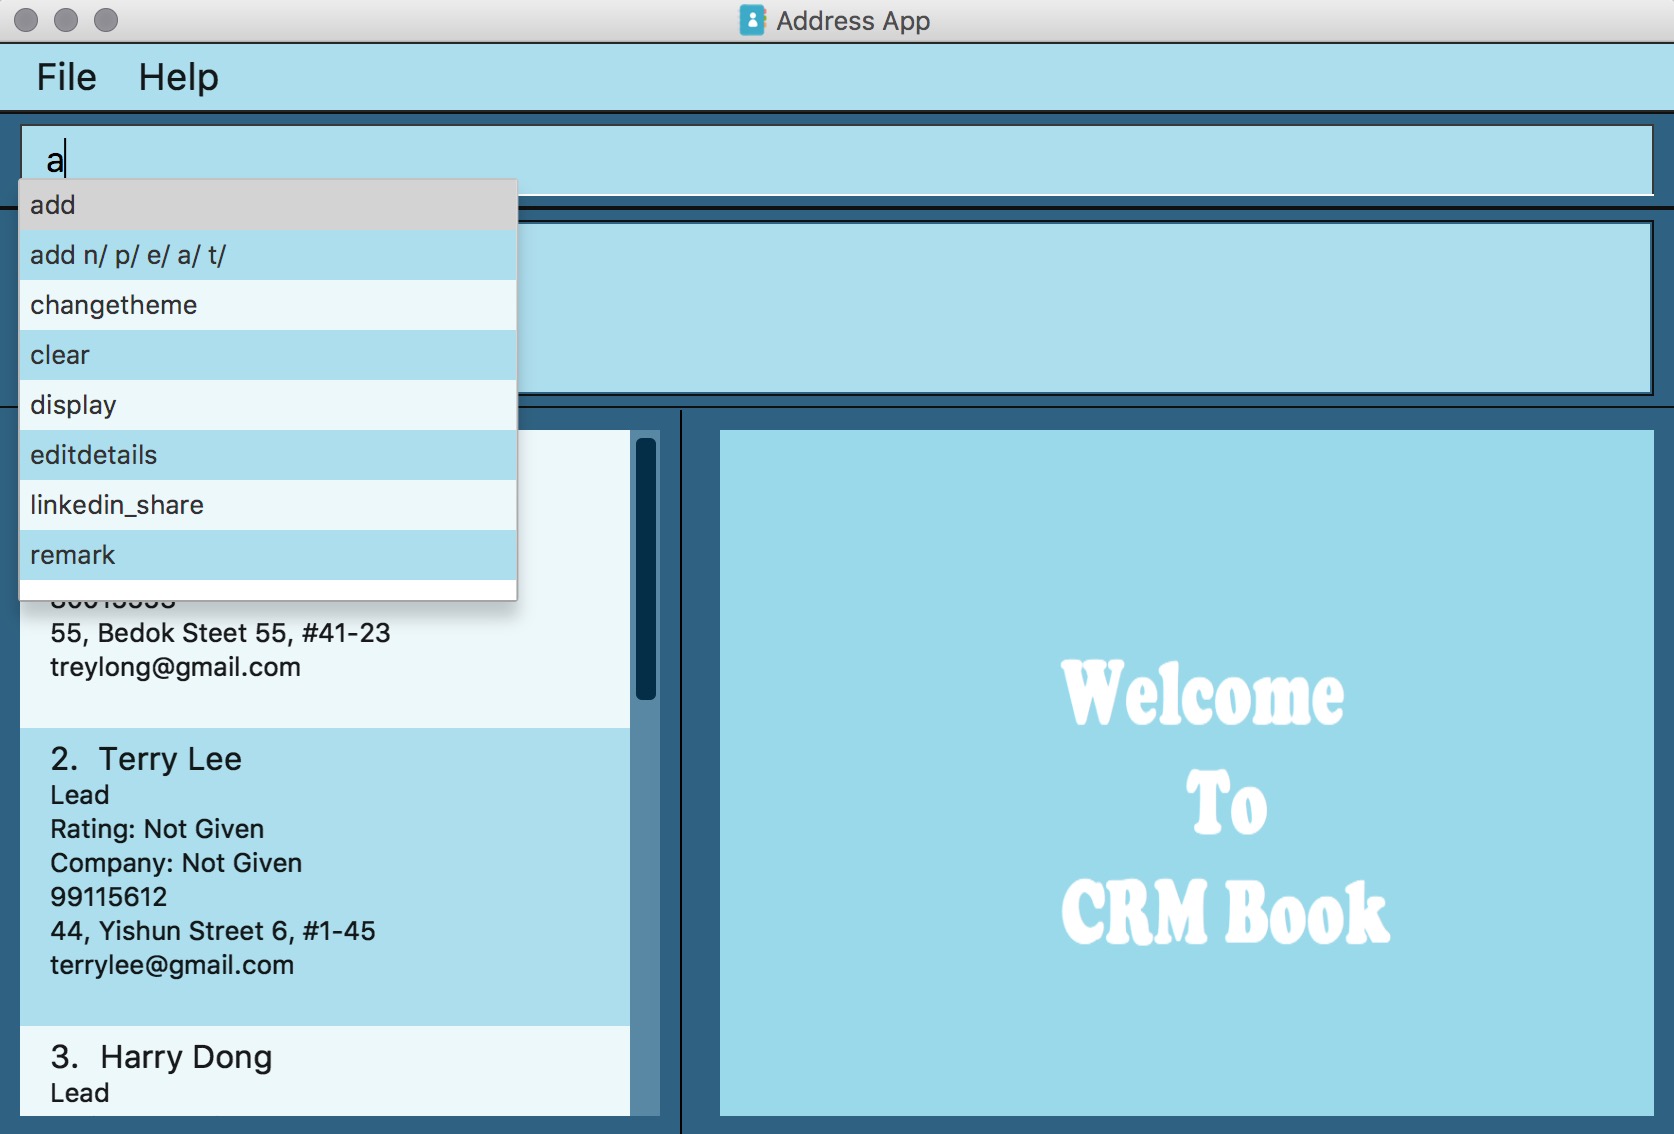 Address App
File Help
a
add
add n/ p/ e/ a/ t/
changetheme
clear
display
editdetails
linkedin_share
remark
55, Bedok Steet 55, #41-23
treylong@gmail.com
2. Terry Lee
Lead
Rating: Not Given
Company: Not Given
99115612
44, Yishun Street 6, #1-45
terrylee@gmail.com
3. Harry Dong
Lead
Welcome
To
CRM Book